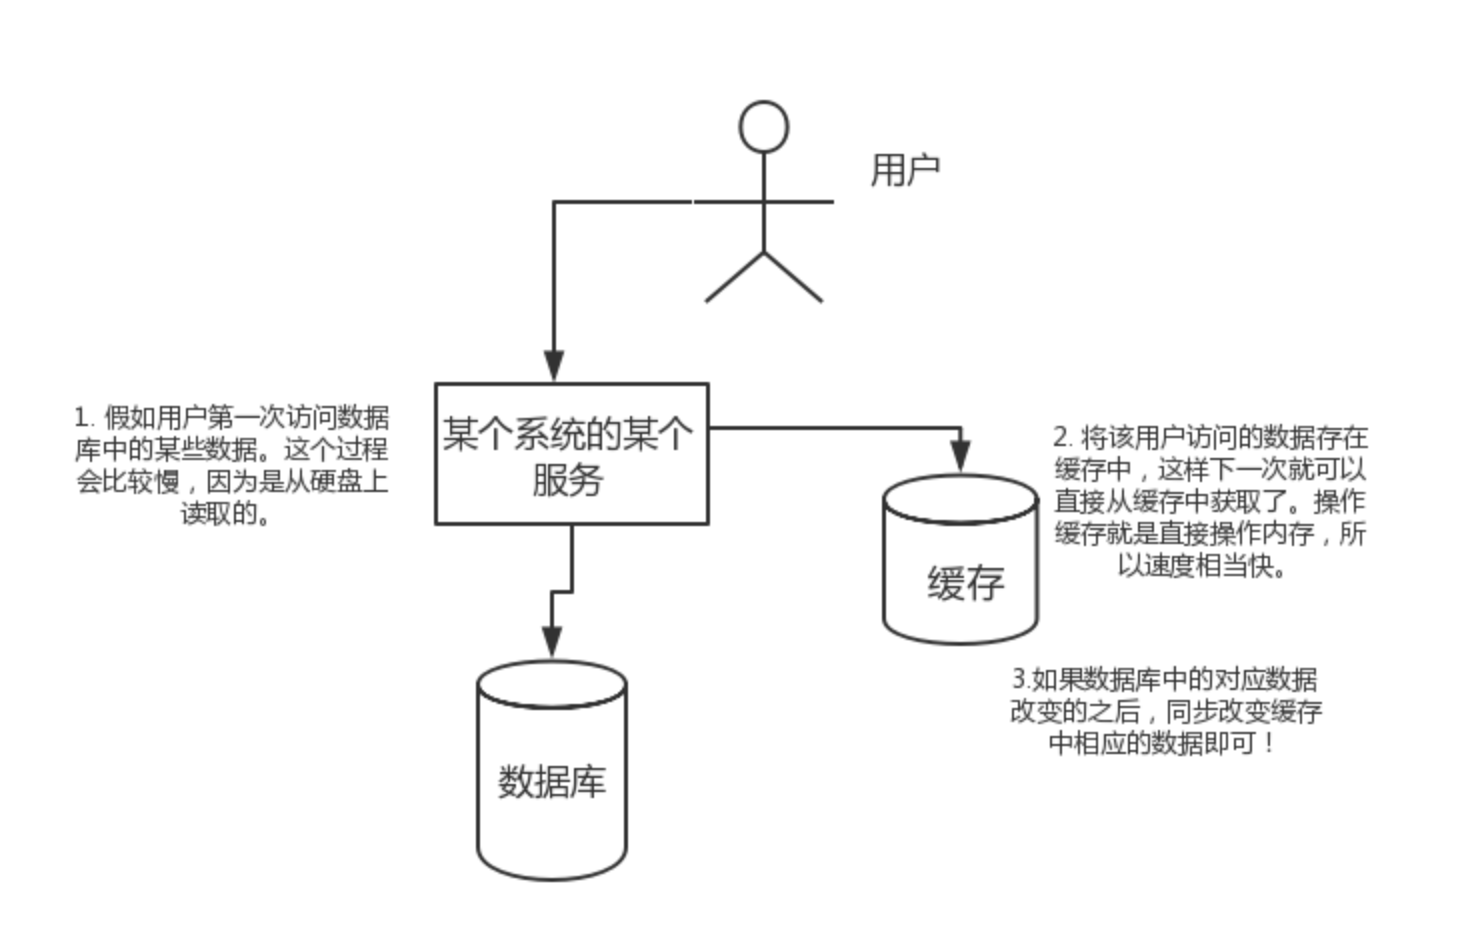 用户
1. 假如用户第一次访问数据
库中的某些数据。这个过程
会比较慢，因为是从硬盘上
读取的。
某个系统的某个
服务
2. 将该用户访问的数据存在
缓存中，这样下一次就可以
直接从缓存中获取了。操作
缓存就是直接操作内存，所
以速度相当快。
缓存
3.如果数据库中的对应数据
改变的之后，同步改变缓存
中相应的数据即可！
数据库